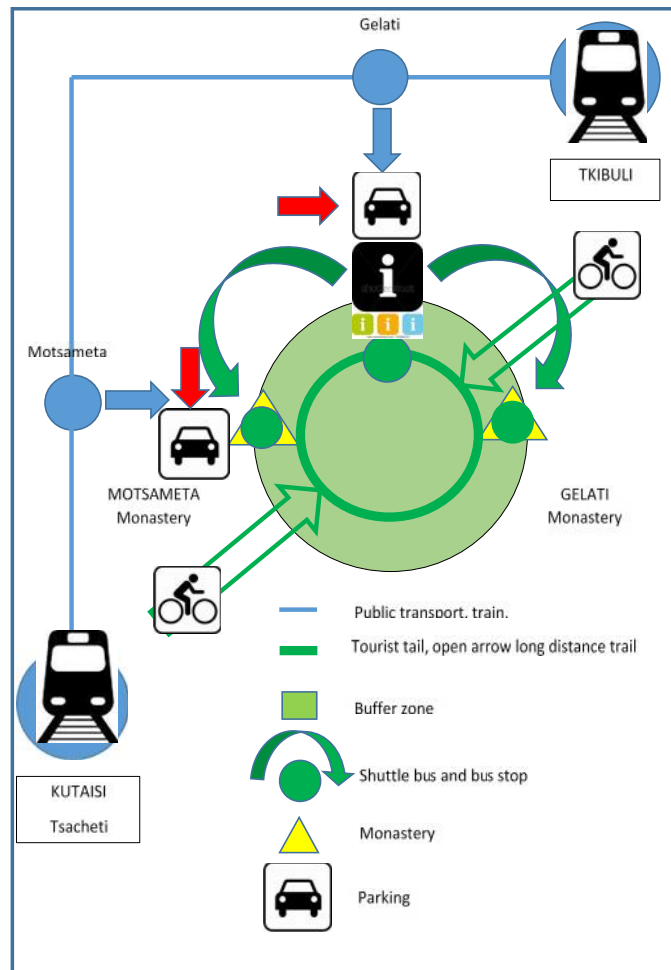 Gelati
TKIBULI
Motsameta
MOTSAMETA
Monastery
GELATI
Monastery
Public transport, train,
Tourist tail, open arrow long distance trail
Buffer zone
KUTAISI
Tsacheti
Shuttle bus and bus stop
Monastery
Parking